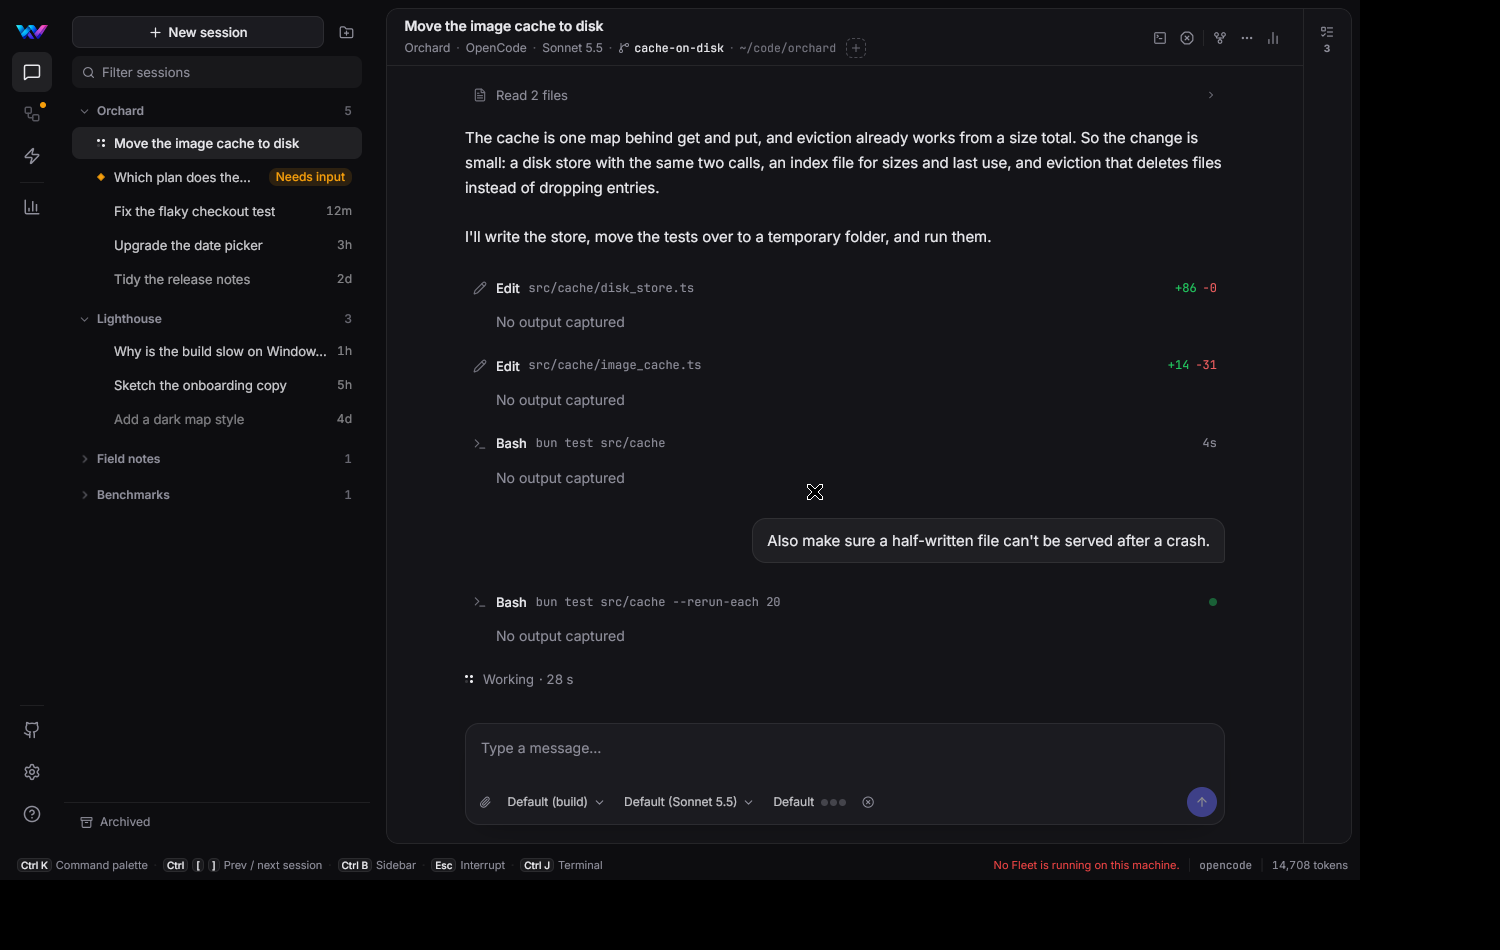 New session
Filter sessions
Orchard 5
Move the image cache to disk
Which plan does the... Needs input
Fix the flaky checkout test 12m
Upgrade the date picker 3h
Tidy the release notes 2d
Lighthouse 3
Why is the build slow on Window... 1h
Sketch the onboarding copy 5h
Add a dark map style 4d
Field notes 1
Benchmarks 1
Archived
Move the image cache to disk
Orchard · OpenCode · Sonnet 5.5 · cache-on-disk · ~/code/orchard
3
Read 2 files
The cache is one map behind get and put, and eviction already works from a size total. So the change is
small: a disk store with the same two calls, an index file for sizes and last use, and eviction that deletes files
instead of dropping entries.
I'll write the store, move the tests over to a temporary folder, and run them.
Edit src/cache/disk_store.ts +86 -0
No output captured
Edit src/cache/image_cache.ts +14 -31
No output captured
Bash bun test src/cache 4s
No output captured
Also make sure a half-written file can't be served after a crash.
Bash bun test src/cache --rerun-each 20
No output captured
Working · 28 s
Type a message...
Default (build) Default (Sonnet 5.5) Default
Ctrl K Command palette · Ctrl [ ] Prev / next session · Ctrl B Sidebar · Esc Interrupt · Ctrl J Terminal
No Fleet is running on this machine. opencode 14,708 tokens